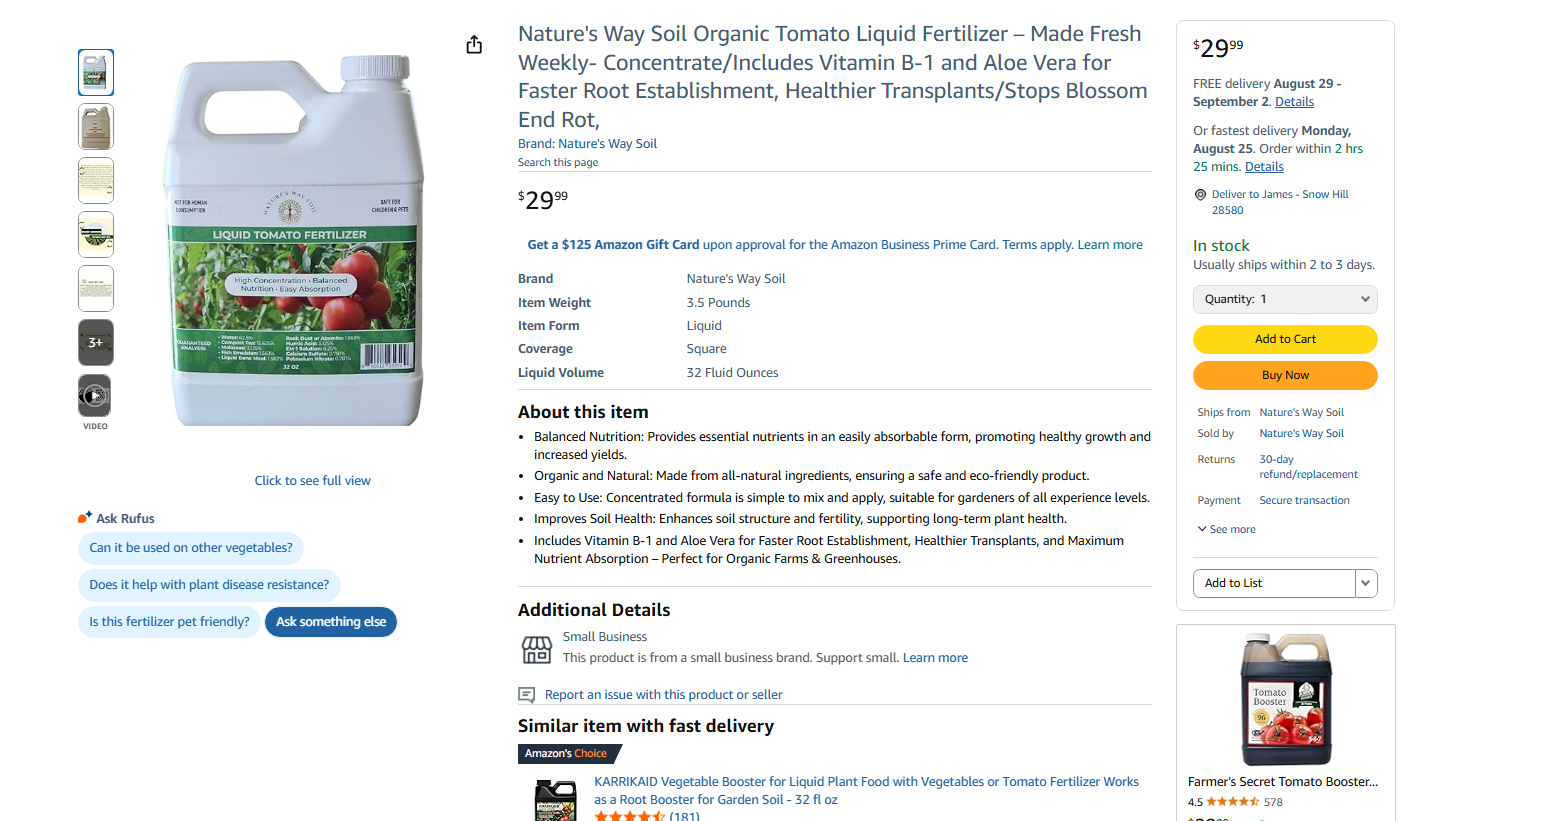 Nature's Way Soil Organic Tomato Liquid Fertilizer – Made Fresh
Weekly- Concentrate/Includes Vitamin B-1 and Aloe Vera for
Faster Root Establishment, Healthier Transplants/Stops Blossom
End Rot,
Brand: Nature's Way Soil
Search this page
$29.99
Get a $125 Amazon Gift Card upon approval for the Amazon Business Prime Card. Terms apply. Learn more
Brand Nature's Way Soil
Item Weight 3.5 Pounds
Item Form Liquid
Coverage Square
Liquid Volume 32 Fluid Ounces
About this item
• Balanced Nutrition: Provides essential nutrients in an easily absorbable form, promoting healthy growth and
increased yields.
• Organic and Natural: Made from all-natural ingredients, ensuring a safe and eco-friendly product.
• Easy to Use: Concentrated formula is simple to mix and apply, suitable for gardeners of all experience levels.
• Improves Soil Health: Enhances soil structure and fertility, supporting long-term plant health.
• Includes Vitamin B-1 and Aloe Vera for Faster Root Establishment, Healthier Transplants, and Maximum
Nutrient Absorption – Perfect for Organic Farms & Greenhouses.
Additional Details
Small Business
This product is from a small business brand. Support small. Learn more
Report an issue with this product or seller
Similar item with fast delivery
Amazon's Choice
KARRIKAID Vegetable Booster for Liquid Plant Food with Vegetables or Tomato Fertilizer Works
as a Root Booster for Garden Soil - 32 fl oz
(181)
3+
VIDEO
NOT FOR HUMAN
CONSUMPTION
NATURE'S WAY SOIL
SAFT FOR
CHILDREN & PETS
LIQUID TOMATO FERTILIZER
High Concentration · Balanced
Nutrition · Easy Absorption
GUARANTEED
ANALYSIS:
32 OZ
Click to see full view
Ask Rufus
Can it be used on other vegetables?
Does it help with plant disease resistance?
Is this fertilizer pet friendly?
Ask something else
$29.99
FREE delivery August 29 -
September 2. Details
Or fastest delivery Monday,
August 25. Order within 2 hrs
25 mins. Details
Deliver to James - Snow Hill
28580
In stock
Usually ships within 2 to 3 days.
Quantity: 1
Add to Cart
Buy Now
Ships from Nature's Way Soil
Sold by Nature's Way Soil
Returns 30-day
refund/replacement
Payment Secure transaction
See more
Add to List
Tomato
Booster
96
Farmer's Secret Tomato Booster...
4.5 578